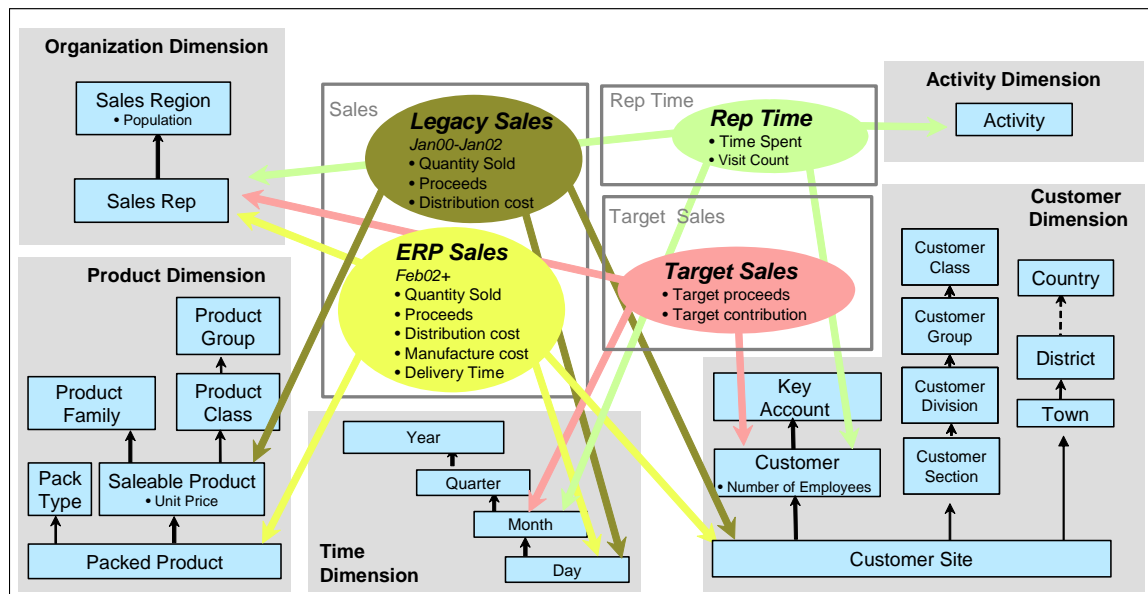 Organization Dimension
Sales Region
• Population
Sales Rep
Sales
Legacy Sales
Jan00-Jan02
• Quantity Sold
• Proceeds
• Distribution cost
ERP Sales
Feb02+
• Quantity Sold
• Proceeds
• Distribution cost
• Manufacture cost
• Delivery Time
Rep Time
Rep Time
• Time Spent
• Visit Count
Target Sales
Target Sales
• Target proceeds
• Target contribution
Activity Dimension
Activity
Product Dimension
Product
Group
Product
Family
Product
Class
Pack
Type
Saleable Product
• Unit Price
Packed Product
Year
Quarter
Month
Day
Time
Dimension
Customer
Dimension
Customer
Class
Country
Customer
Group
District
Key
Account
Customer
Division
Town
Customer
• Number of Employees
Customer
Section
Customer Site